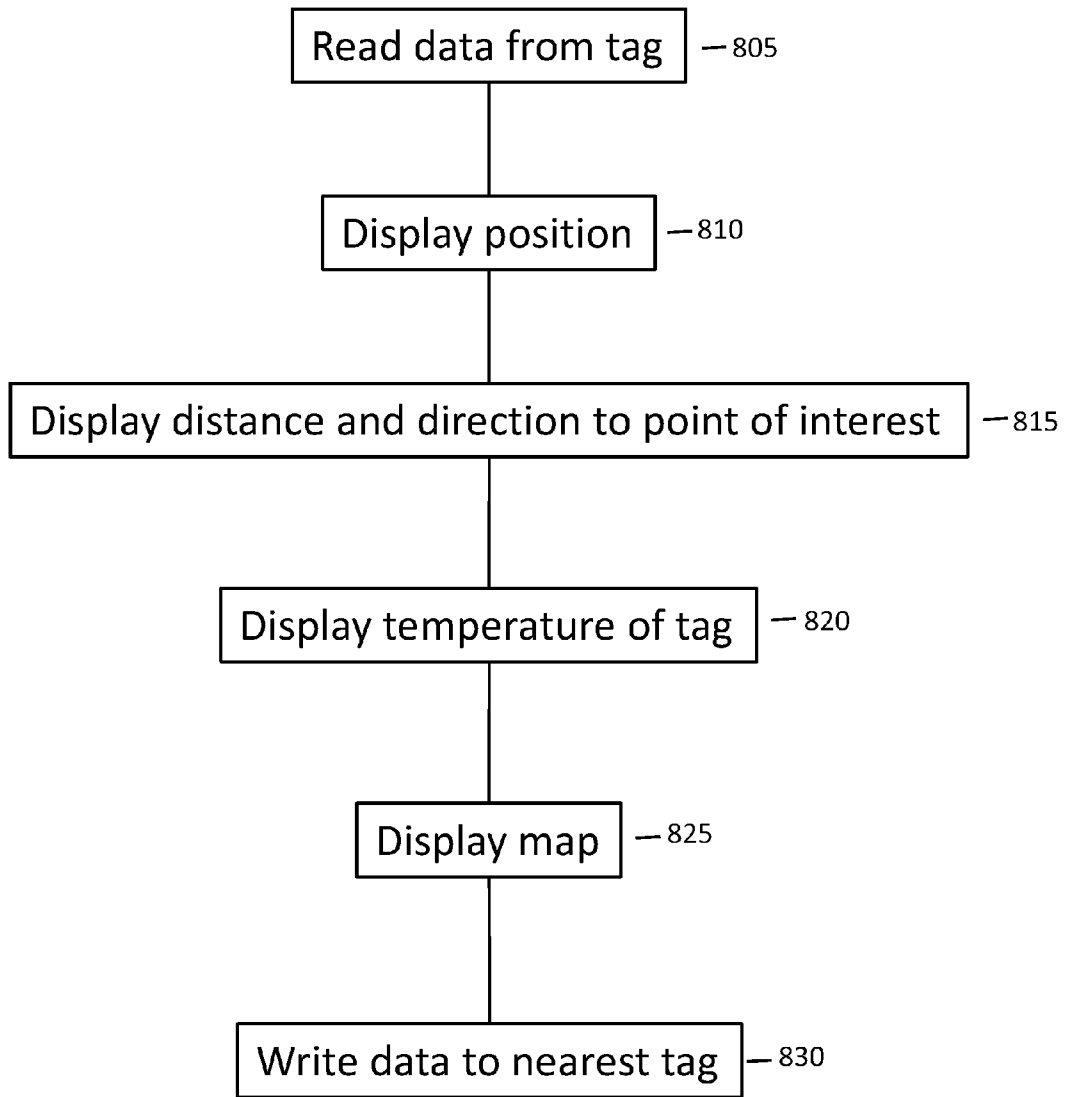 Read data from tag 805
Display position 810
Display distance and direction to point of interest 815
Display temperature of tag 820
Display map 825
Write data to nearest tag 830